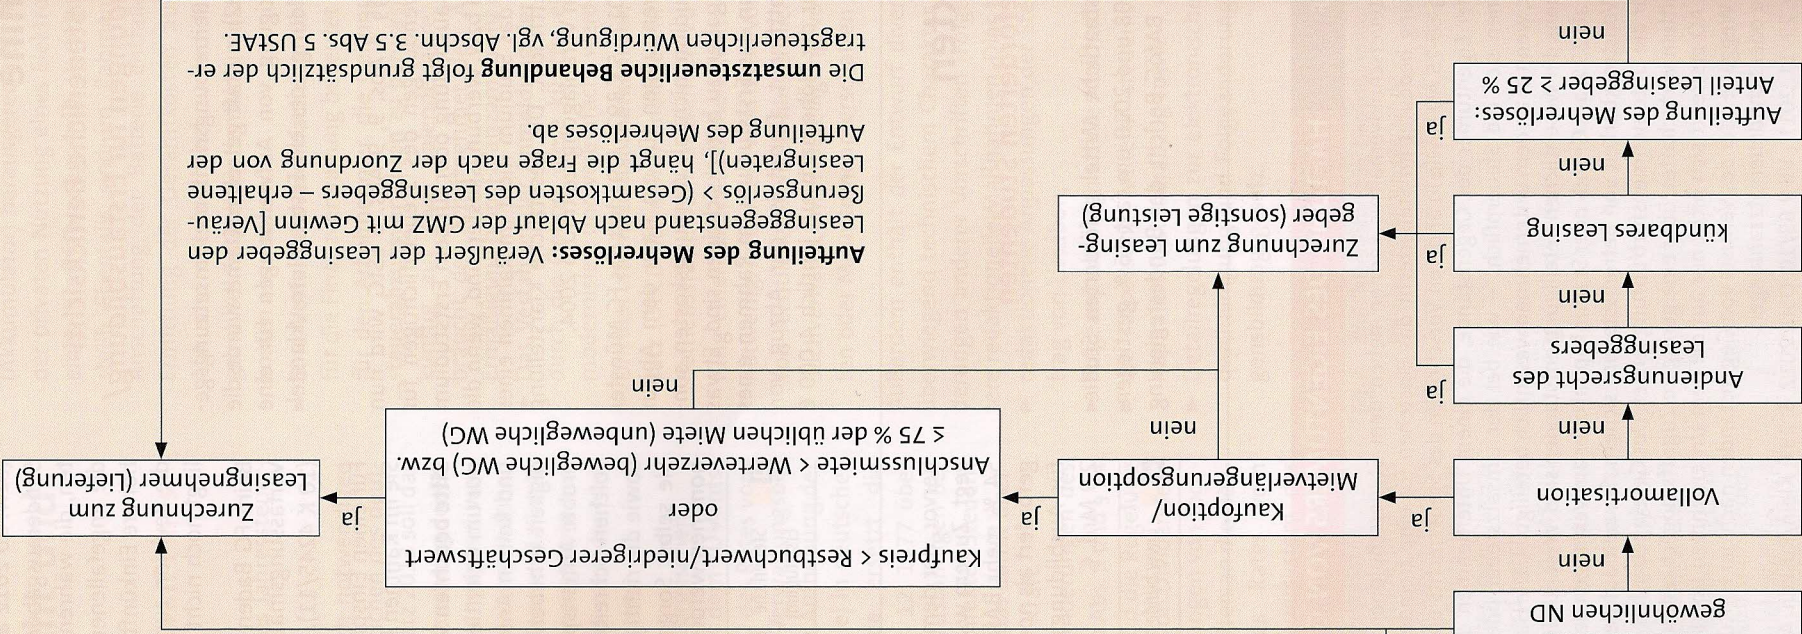 gewöhnlichen ND
nein
Vollamortisation
ja
Kaufoption/
Mietverlängerungsoption
ja
Kaufpreis < Restbuchwert/niedrigerer Geschäftswert
oder
Anschlussmiete < Werteverzehr (bewegliche WG) bzw.
≤ 75 % der üblichen Miete (unbewegliche WG)
ja
Zurechnung zum
Leasingnehmer (Lieferung)
nein
nein
nein
Andienungsrecht des
Leasinggebers
ja
nein
kündbares Leasing
ja
Zurechnung zum Leasing-
geber (sonstige Leistung)
nein
Aufteilung des Mehrerlöses:
Anteil Leasinggeber ≥ 25 %
ja
nein
Aufteilung des Mehrerlöses: Veräußert der Leasinggeber den
Leasinggegenstand nach Ablauf der GMZ mit Gewinn [Veräu-
ßerungserlös > (Gesamtkosten des Leasinggebers – erhaltene
Leasingraten)], hängt die Frage nach der Zuordnung von der
Aufteilung des Mehrerlöses ab.
Die umsatzsteuerliche Behandlung folgt grundsätzlich der er-
tragsteuerlichen Würdigung, vgl. Abschn. 3.5 Abs. 5 UStAE.